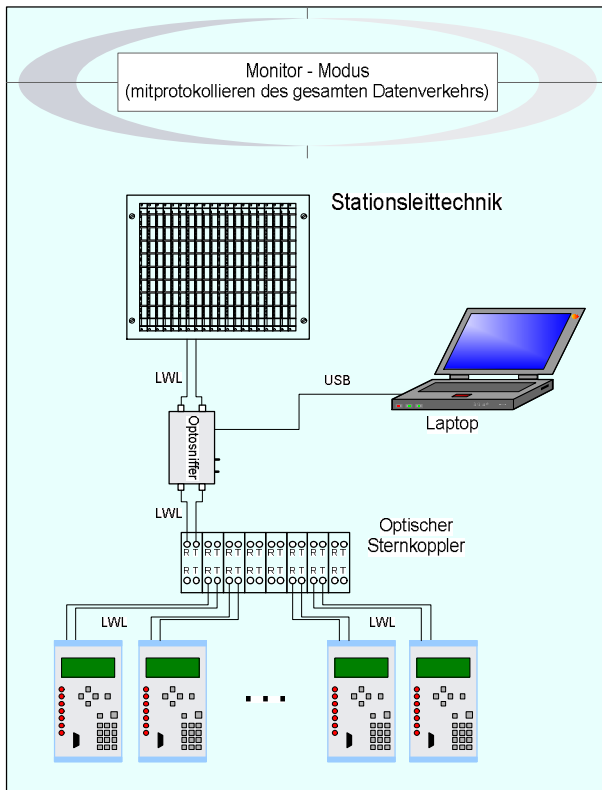 Monitor - Modus
(mitprotokollieren des gesamten Datenverkehrs)
Stationsleittechnik
LWL
USB
Laptop
Optosniffer
LWL
Optischer
Sternkoppler
R T R T R T R T R T R T R T R T
R T R T R T R T R T R T R T R T
LWL
LWL
...